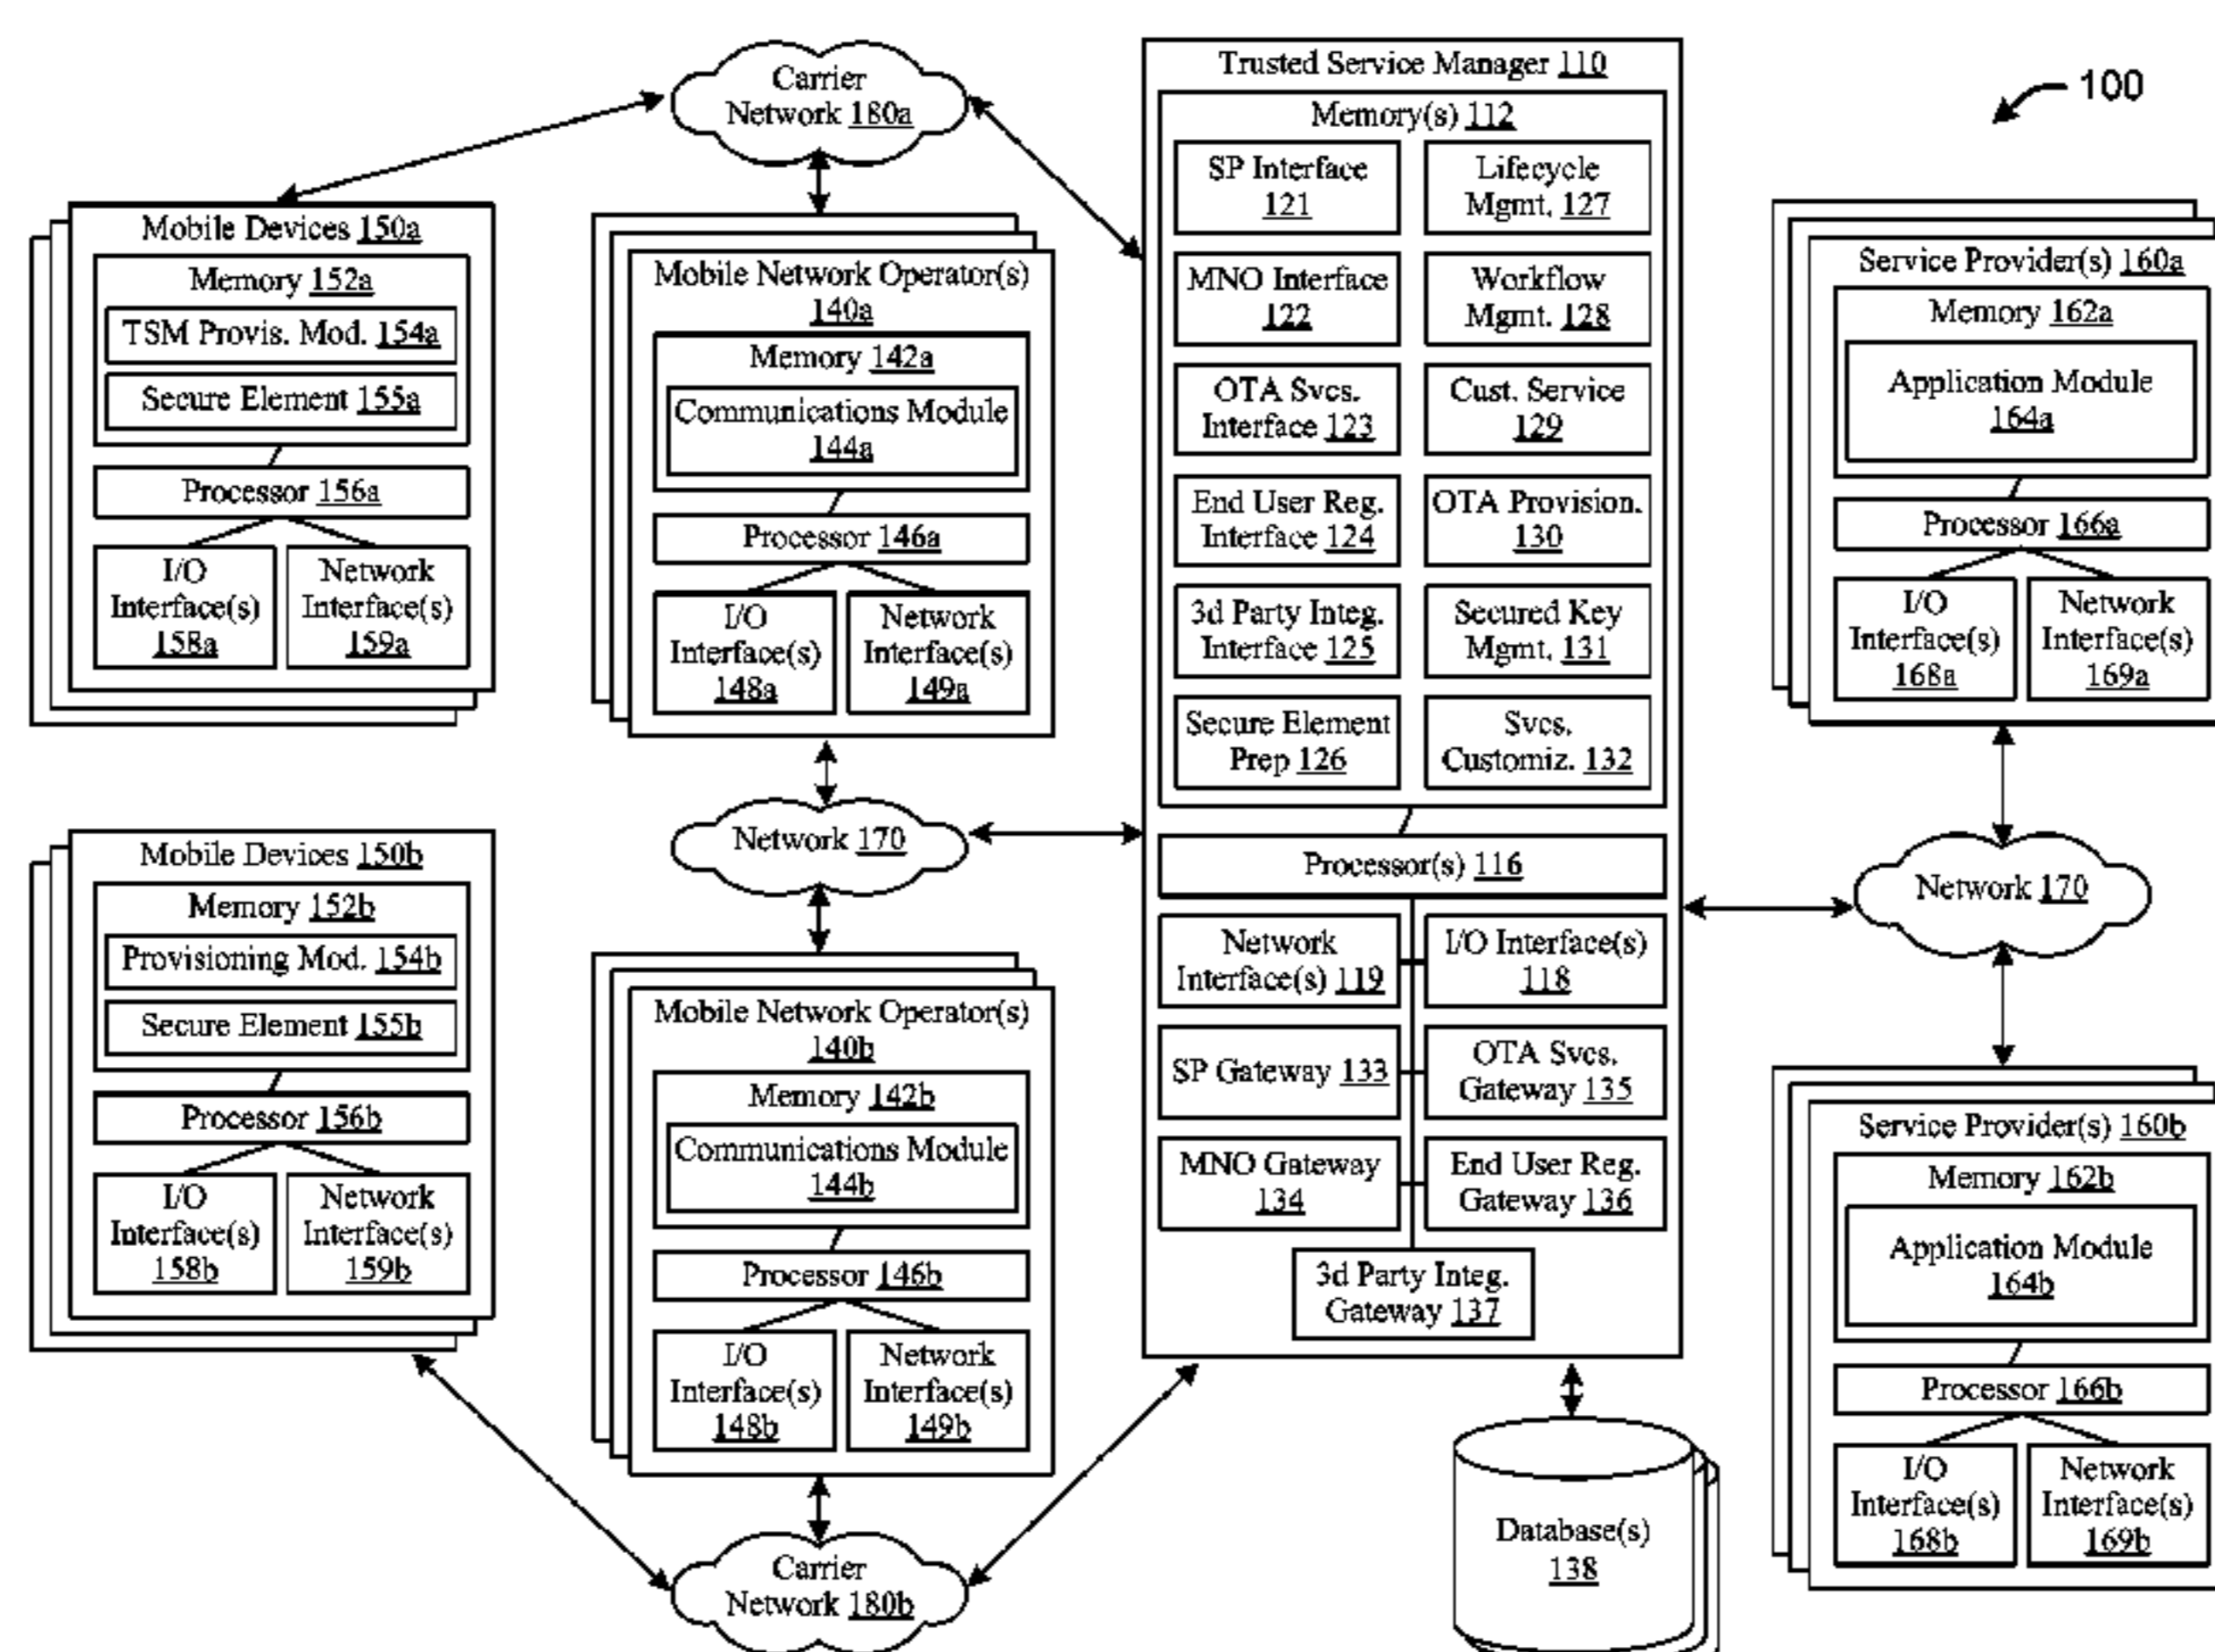 Carrier
Network 180a
Trusted Service Manager 110
100
Memory(s) 112
SP Interface
121
Lifecycle
Mgmt. 127
MNO Interface
122
Workflow
Mgmt. 128
OTA Svcs.
Interface 123
Cust. Service
129
End User Reg.
Interface 124
OTA Provision.
130
3d Party Integ.
Interface 125
Secured Key
Mgmt. 131
Secure Element
Prep 126
Svcs.
Customiz. 132
Processor(s) 116
Network
Interface(s) 119
I/O Interface(s)
118
SP Gateway 133
OTA Svcs.
Gateway 135
MNO Gateway
134
End User Reg.
Gateway 136
3d Party Integ.
Gateway 137
Database(s)
138
Mobile Devices 150a
Memory 152a
TSM Provis. Mod. 154a
Secure Element 155a
Processor 156a
I/O
Interface(s)
158a
Network
Interface(s)
159a
Mobile Network Operator(s)
140a
Memory 142a
Communications Module
144a
Processor 146a
I/O
Interface(s)
148a
Network
Interface(s)
149a
Service Provider(s) 160a
Memory 162a
Application Module
164a
Processor 166a
I/O
Interface(s)
168a
Network
Interface(s)
169a
Network 170
Network 170
Mobile Devices 150b
Memory 152b
Provisioning Mod. 154b
Secure Element 155b
Processor 156b
I/O
Interface(s)
158b
Network
Interface(s)
159b
Mobile Network Operator(s)
140b
Memory 142b
Communications Module
144b
Processor 146b
I/O
Interface(s)
148b
Network
Interface(s)
149b
Service Provider(s) 160b
Memory 162b
Application Module
164b
Processor 166b
I/O
Interface(s)
168b
Network
Interface(s)
169b
Carrier
Network 180b